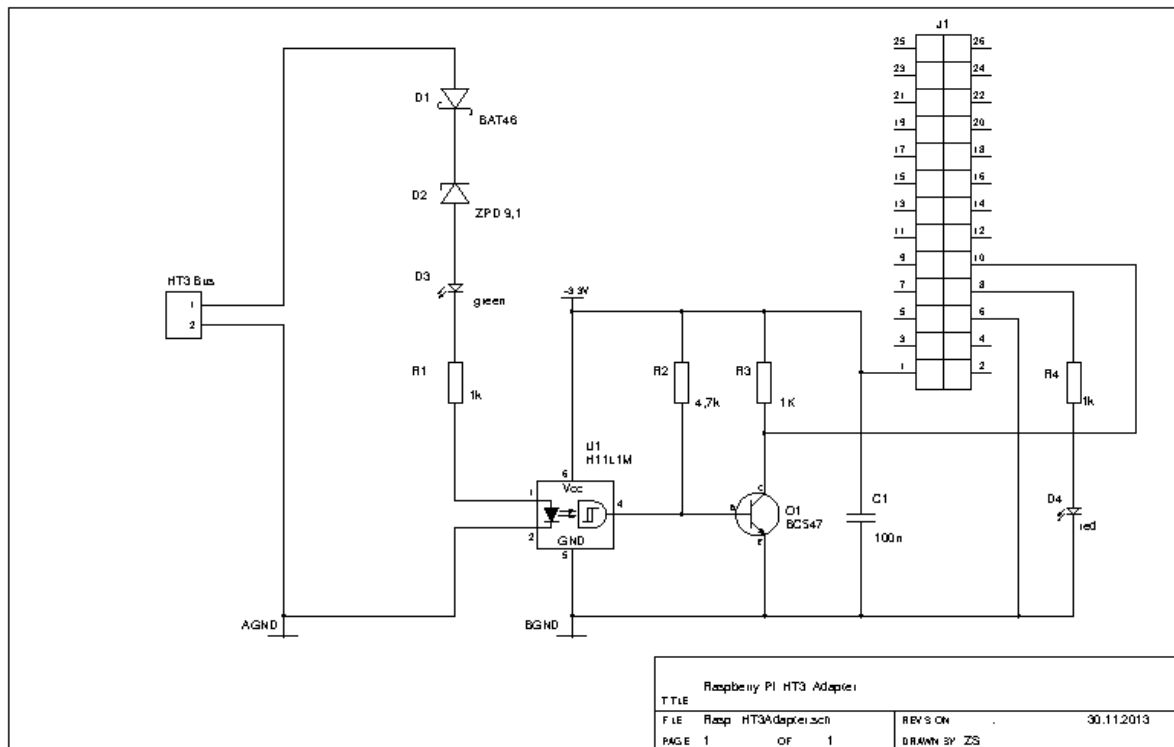 J1
25 26
23 24
21 22
19 20
17 18
15 16
13 14
11 12
9 10
7 8
5 6
3 4
1 2
D1
BAT46
D2
ZPD 9,1
D3
green
HT3 Bus
1
2
R1
1k
3.3V
R2
4,7k
R3
1K
R4
1k
U1
H11L1M
6
Vcc
1
4
2
GND
5
C
B
E
Q1
BC547
C1
100n
D4
red
AGND
BGND
TITLE
Raspberry PI HT3 Adapter
FILE Rasp HT3Adapter.sch
REVISION . 30.11.2013
PAGE 1 OF 1
DRAWN BY ZS